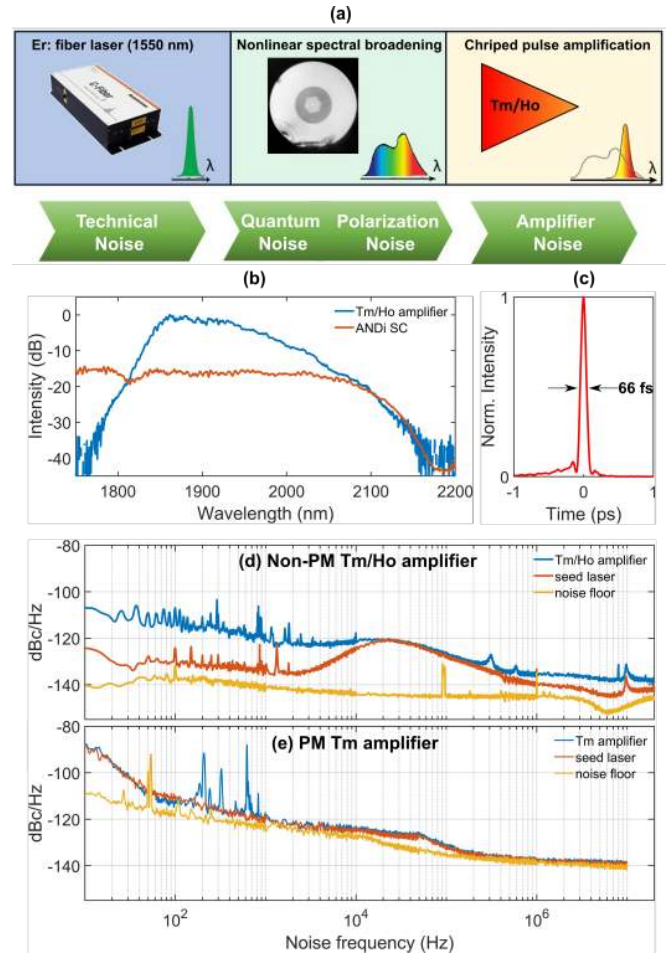 (a)
Er: fiber laser (1550 nm)
Nonlinear spectral broadening
Chriped pulse amplification
C-Fiber
Tm/Ho
λ
λ
λ
Technical
Noise
Quantum
Noise
Polarization
Noise
Amplifier
Noise
(b)
Tm/Ho amplifier
ANDi SC
Intensity (dB)
0
-10
-20
-30
-40
1800 1900 2000 2100 2200
Wavelength (nm)
(c)
Norm. Intensity
1
0
66 fs
-1 0 1
Time (ps)
(d) Non-PM Tm/Ho amplifier
Tm/Ho amplifier
seed laser
noise floor
dBc/Hz
-80
-100
-120
-140
(e) PM Tm amplifier
Tm amplifier
seed laser
noise floor
dBc/Hz
-80
-100
-120
-140
10² 10⁴ 10⁶
Noise frequency (Hz)